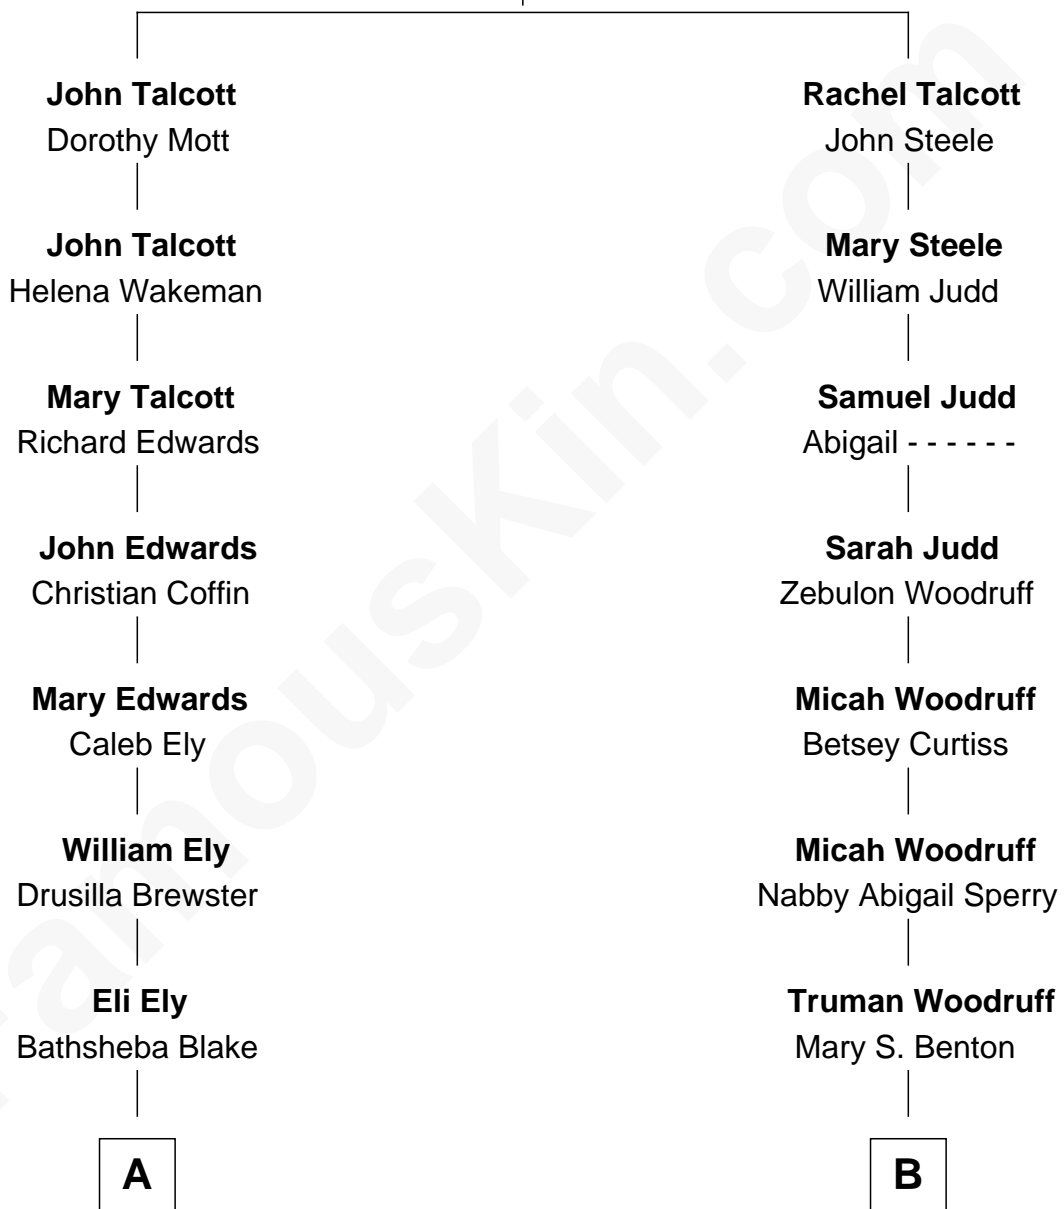 John Talcott
Dorothy Mott
John Talcott
Helena Wakeman
Mary Talcott
Richard Edwards
John Edwards
Christian Coffin
Mary Edwards
Caleb Ely
William Ely
Drusilla Brewster
Eli Ely
Bathsheba Blake
A
Rachel Talcott
John Steele
Mary Steele
William Judd
Samuel Judd
Abigail - - - - - -
Sarah Judd
Zebulon Woodruff
Micah Woodruff
Betsey Curtiss
Micah Woodruff
Nabby Abigail Sperry
Truman Woodruff
Mary S. Benton
B
FamousKin.com